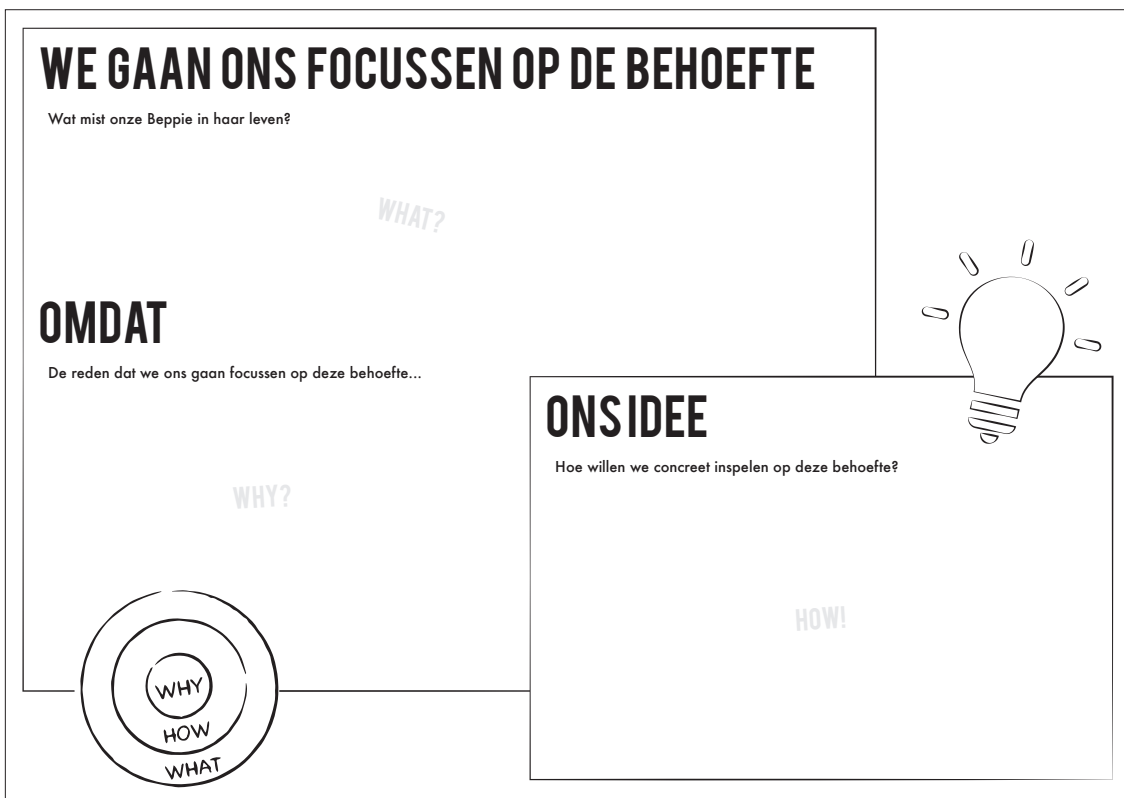 WE GAAN ONS FOCUSSEN OP DE BEHOEFTE
Wat mist onze Beppie in haar leven?
WHAT?
OMDAT
De reden dat we ons gaan focussen op deze behoefte...
WHY?
ONS IDEE
Hoe willen we concreet inspelen op deze behoefte?
HOW!
WHY
HOW
WHAT